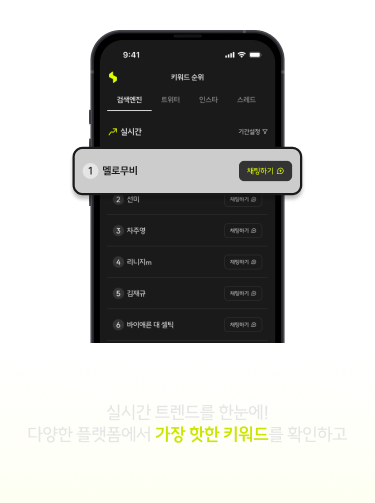 9:41
키워드 순위
검색엔진 트위터 인스타 스레드
실시간 기간설정
1 멜로무비 채팅하기
2 선미 채팅하기
3 차주영 채팅하기
4 리니지m 채팅하기
5 김재규 채팅하기
6 바이에른 대 셀틱 채팅하기
실시간 트렌드를 한눈에!
다양한 플랫폼에서 가장 핫한 키워드를 확인하고